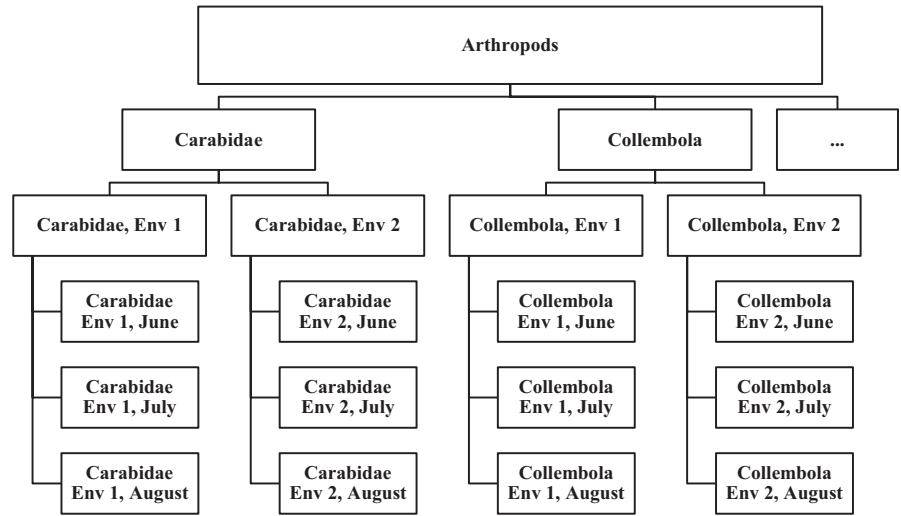 Arthropods
Carabidae
Collembola
...
Carabidae, Env 1
Carabidae, Env 2
Collembola, Env 1
Collembola, Env 2
Carabidae
Env 1, June
Carabidae
Env 2, June
Collembola
Env 1, June
Collembola
Env 2, June
Carabidae
Env 1, July
Carabidae
Env 2, July
Collembola
Env 1, July
Collembola
Env 2, July
Carabidae
Env 1, August
Carabidae
Env 2, August
Collembola
Env 1, August
Collembola
Env 2, August